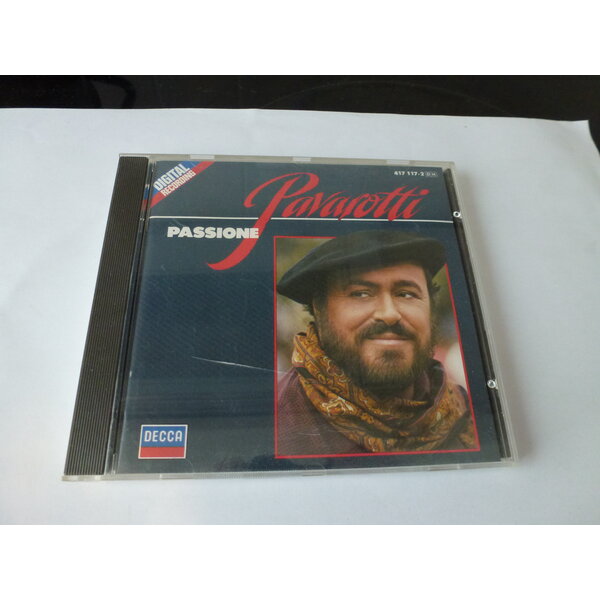 DIGITAL
RECORDING
417 117-2
Pavarotti
PASSIONE
DECCA